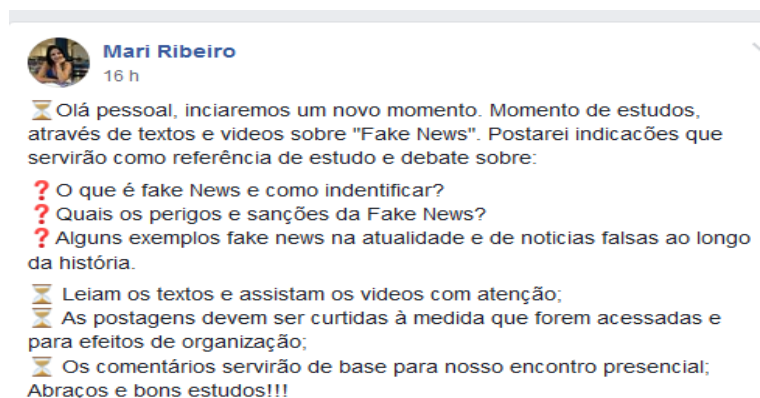 Mari Ribeiro
16 h
⏳Olá pessoal, inciaremos um novo momento. Momento de estudos,
através de textos e videos sobre "Fake News". Postarei indicacões que
servirão como referência de estudo e debate sobre:
❓O que é fake News e como indentificar?
❓Quais os perigos e sanções da Fake News?
❓Alguns exemplos fake news na atualidade e de noticias falsas ao longo
da história.
⏳ Leiam os textos e assistam os videos com atenção;
⏳ As postagens devem ser curtidas à medida que forem acessadas e
para efeitos de organização;
⏳ Os comentários servirão de base para nosso encontro presencial;
Abraços e bons estudos!!!